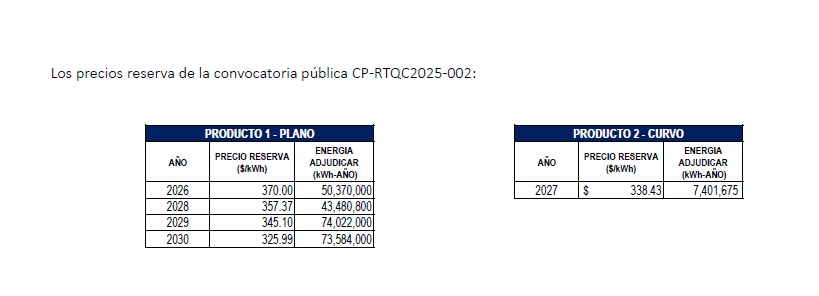 Los precios reserva de la convocatoria pública CP-RTQC2025-002:
PRODUCTO 1 - PLANO
AÑO PRECIO RESERVA ($/kWh) ENERGIA ADJUDICAR (kWh-AÑO)
2026 370.00 50,370,000
2028 357.37 43,480,800
2029 345.10 74,022,000
2030 325.99 73,584,000
PRODUCTO 2 - CURVO
AÑO PRECIO RESERVA ($/kWh) ENERGIA ADJUDICAR (kWh-AÑO)
2027 $ 338.43 7,401,675